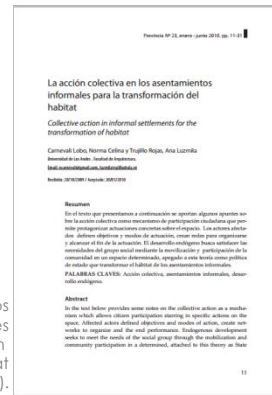 Provincia Nº 23, enero - junio 2010, pp. 11-31
La acción colectiva en los asentamientos
informales para la transformación del
habitat
Collective action in informal settlements for the
transformation of habitat
Carnevali Lobo, Norma Celina y Trujillo Rojas, Ana Luzmila
Universidad de Los Andes . Facultad de Arquitectura.
Recibido: Aceptado:
Resumen
En el texto que presentamos a continuación se aportan algunos apuntes so-
bre la acción colectiva como mecanismo de participación ciudadana que per-
mite protagonizar actuaciones concretas sobre el espacio. Los actores afecta-
dos definen objetivos y modos de actuación, crean redes para organizarse
y alcanzar el fin de la actuación. El desarrollo endógeno busca satisfacer las
necesidades del grupo social mediante la movilización y participación de la
comunidad en un espacio determinado, apegado a esta teoría como política
de estado que transformar el hábitat de los asentamientos informales.
PALABRAS CLAVES: Acción colectiva, asentamientos informales, desar-
rollo endógeno.
Abstract
In the text below provides some notes on the collective action as a mecha-
nism which allows citizen participation starring in specific actions on the
space. Affected actors defined objectives and modes of action, create net-
works to organize and the end performance. Endogenous development
seeks to meet the needs of the social group through the mobilization and
community participation in a determined, attached to this theory as State
11
os
es
n
at
).